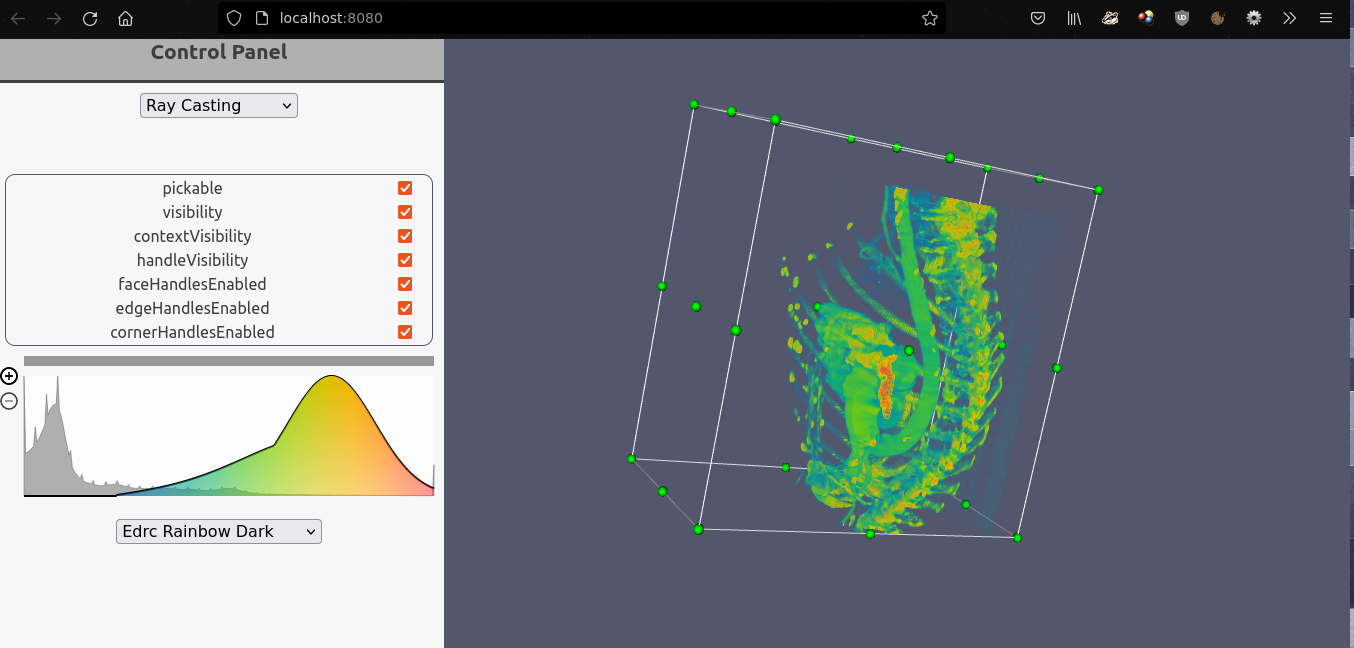 localhost:8080
Control Panel
Ray Casting
pickable
visibility
contextVisibility
handleVisibility
faceHandlesEnabled
edgeHandlesEnabled
cornerHandlesEnabled
Edrc Rainbow Dark